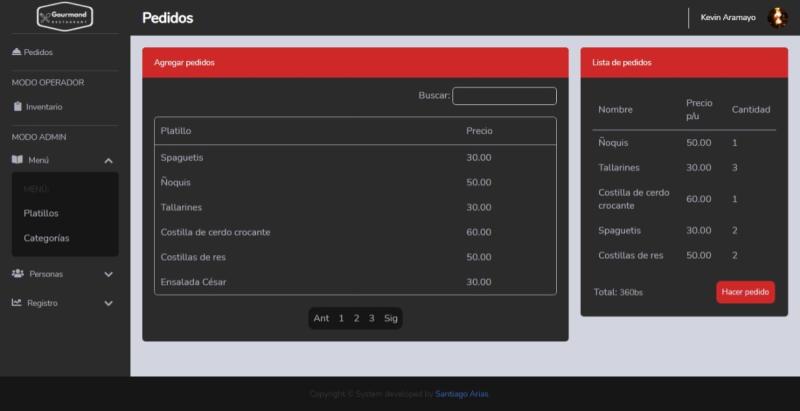 Gourmand
RESTAURANT
Pedidos
Kevin Aramayo
Pedidos
MODO OPERADOR
Inventario
MODO ADMIN
Menú
MENÚ:
Platillos
Categorías
Personas
Registro
Agregar pedidos
Buscar:
Platillo Precio
Spaguetis 30.00
Ñoquis 50.00
Tallarines 30.00
Costilla de cerdo crocante 60.00
Costillas de res 50.00
Ensalada César 30.00
Ant 1 2 3 Sig
Lista de pedidos
Nombre Precio p/u Cantidad
Ñoquis 50.00 1
Tallarines 30.00 3
Costilla de cerdo
crocante 60.00 1
Spaguetis 30.00 2
Costillas de res 50.00 2
Total: 360bs Hacer pedido
Copyright © System developed by Santiago Arias.